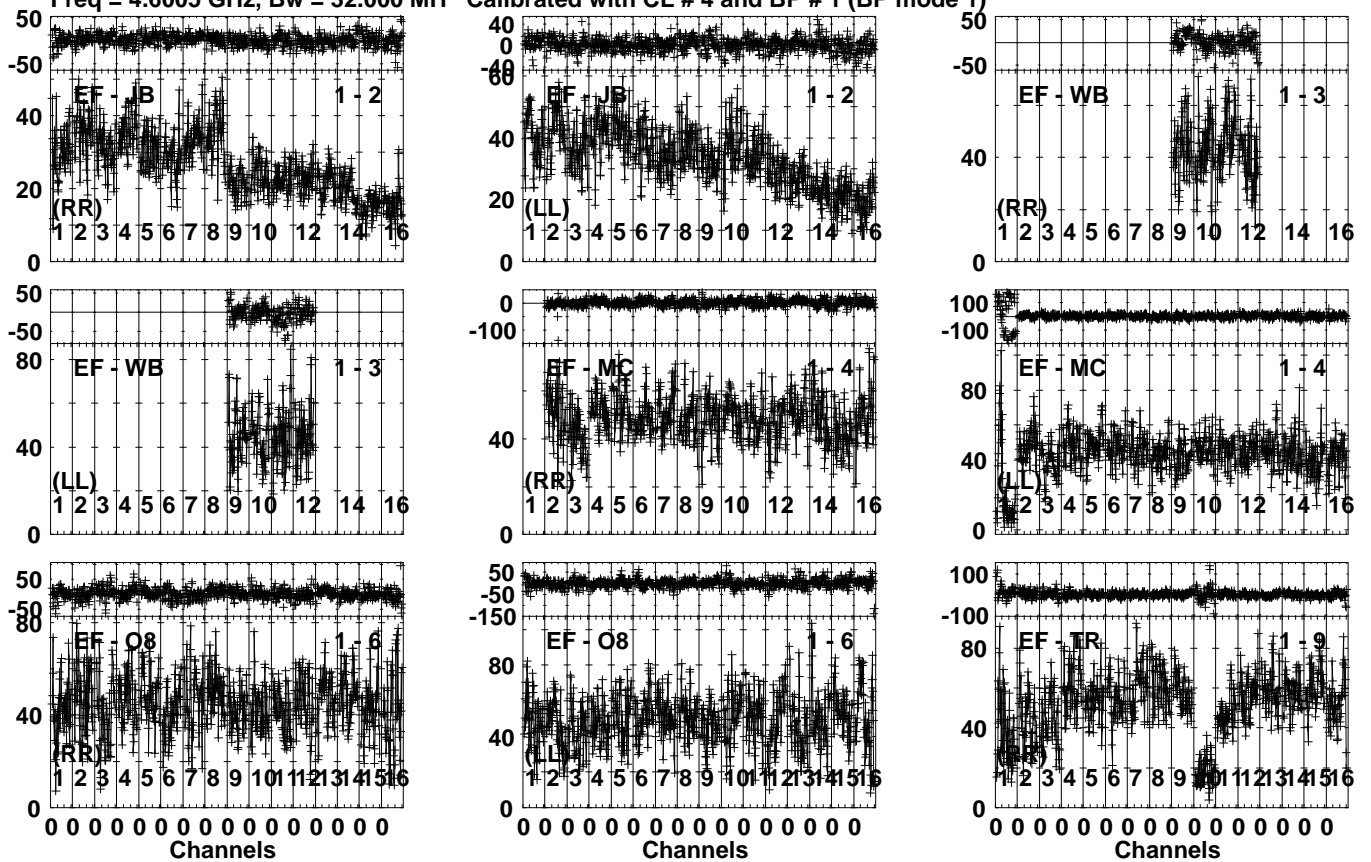 Freq = 4.6005 GHz, Bw = 32.000 MH Calibrated with CL # 4 and BP # 1 (BP mode 1)
50
-50
EF - JB 1 - 2
40
20
0
(RR)
1 2 3 4 5 6 7 8 9 10 12 14 16
40
0
-40
60
EF - JB 1 - 2
40
20
0
(LL)
1 2 3 4 5 6 7 8 9 10 12 14 16
50
-50
EF - WB 1 - 3
40
0
(RR)
1 2 3 4 5 6 7 8 9 10 12 14 16
50
-50
80
EF - WB 1 - 3
40
0
(LL)
1 2 3 4 5 6 7 8 9 10 12 14 16
0
-100
EF - MC 1 - 4
40
0
(RR)
1 2 3 4 5 6 7 8 9 10 12 14 16
100
-100
EF - MC 1 - 4
80
40
0
(LL)
1 2 3 4 5 6 7 8 9 10 12 14 16
50
-50
80
EF - O8 1 - 6
40
0
(RR)
1 2 3 4 5 6 7 8 9 10 11 12 13 14 15 16
0 0 0 0 0 0 0 0 0 0 0 0 0 0 0 0
Channels
50
-50
-150
EF - O8 1 - 6
80
40
0
(LL)
1 2 3 4 5 6 7 8 9 10 11 12 13 14 15 16
0 0 0 0 0 0 0 0 0 0 0 0 0 0 0 0
Channels
100
-100
EF - TR 1 - 9
80
40
0
(RR)
1 2 3 4 5 6 7 8 9 10 11 12 13 14 15 16
0 0 0 0 0 0 0 0 0 0 0 0 0 0 0 0
Channels